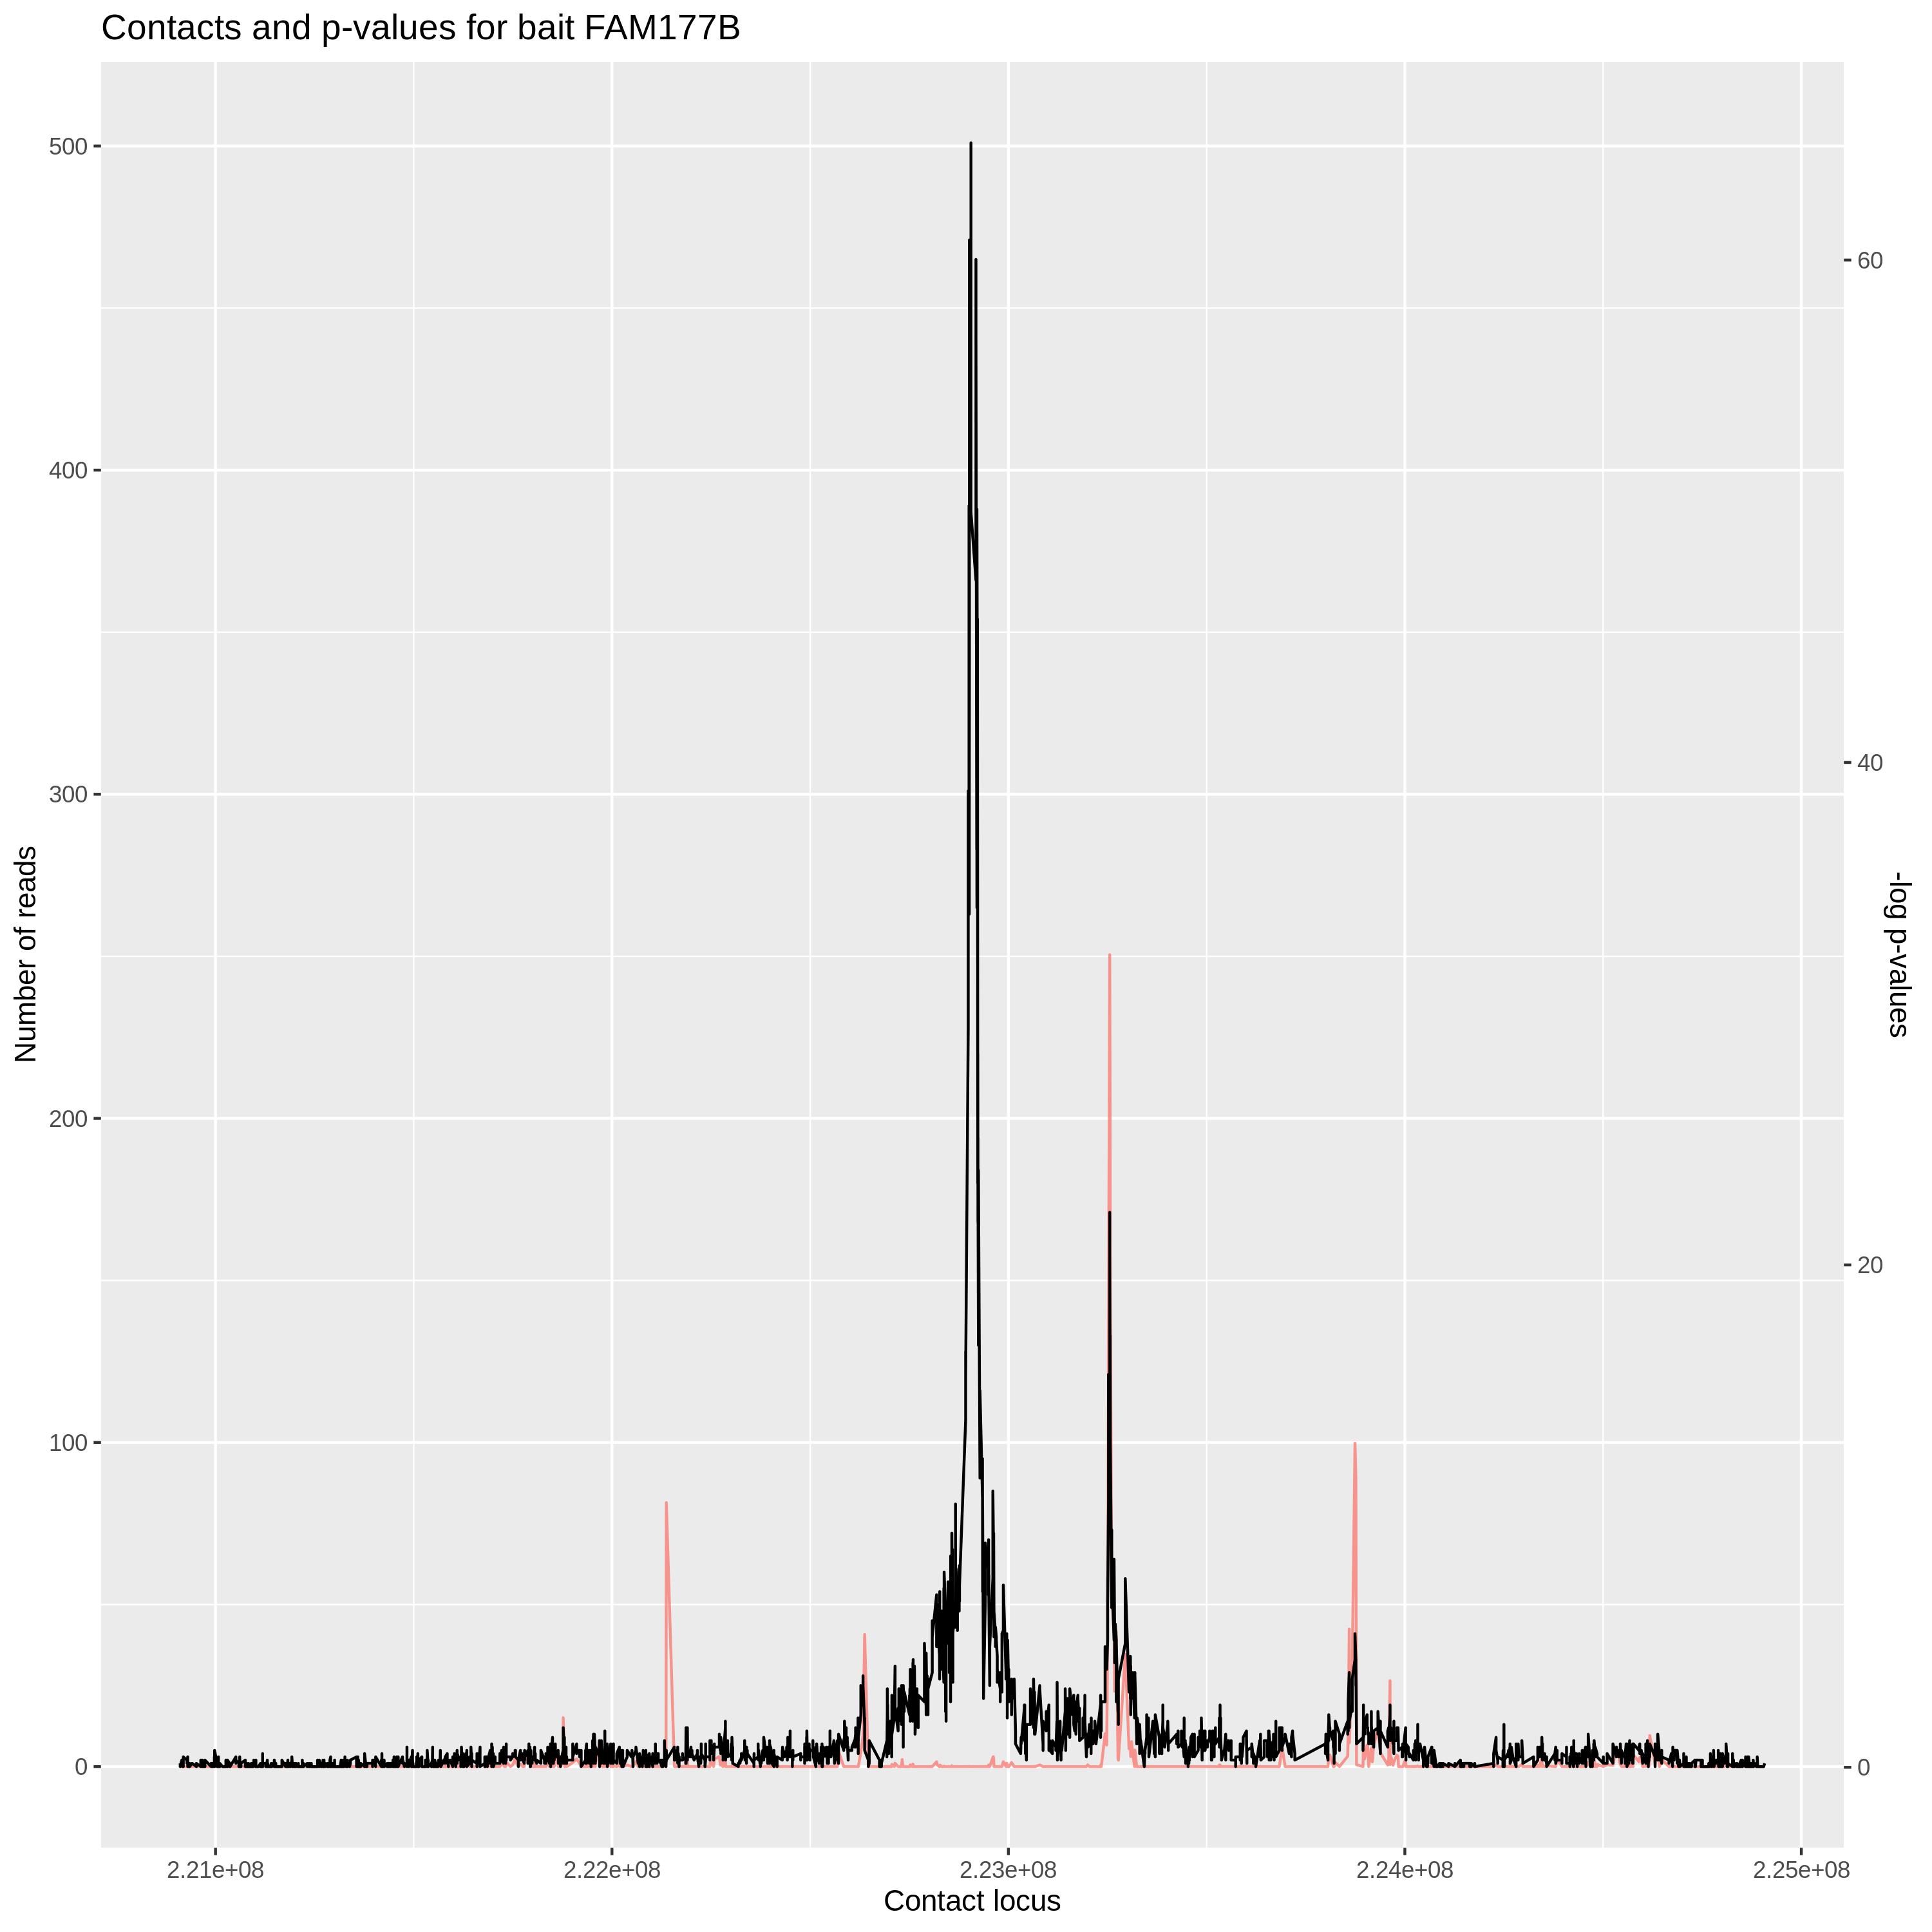 Contacts and p-values for bait FAM177B
500
400
300
200
100
0
Number of reads
60
40
20
0
-log p-values
2.21e+08 2.22e+08 2.23e+08 2.24e+08 2.25e+08
Contact locus